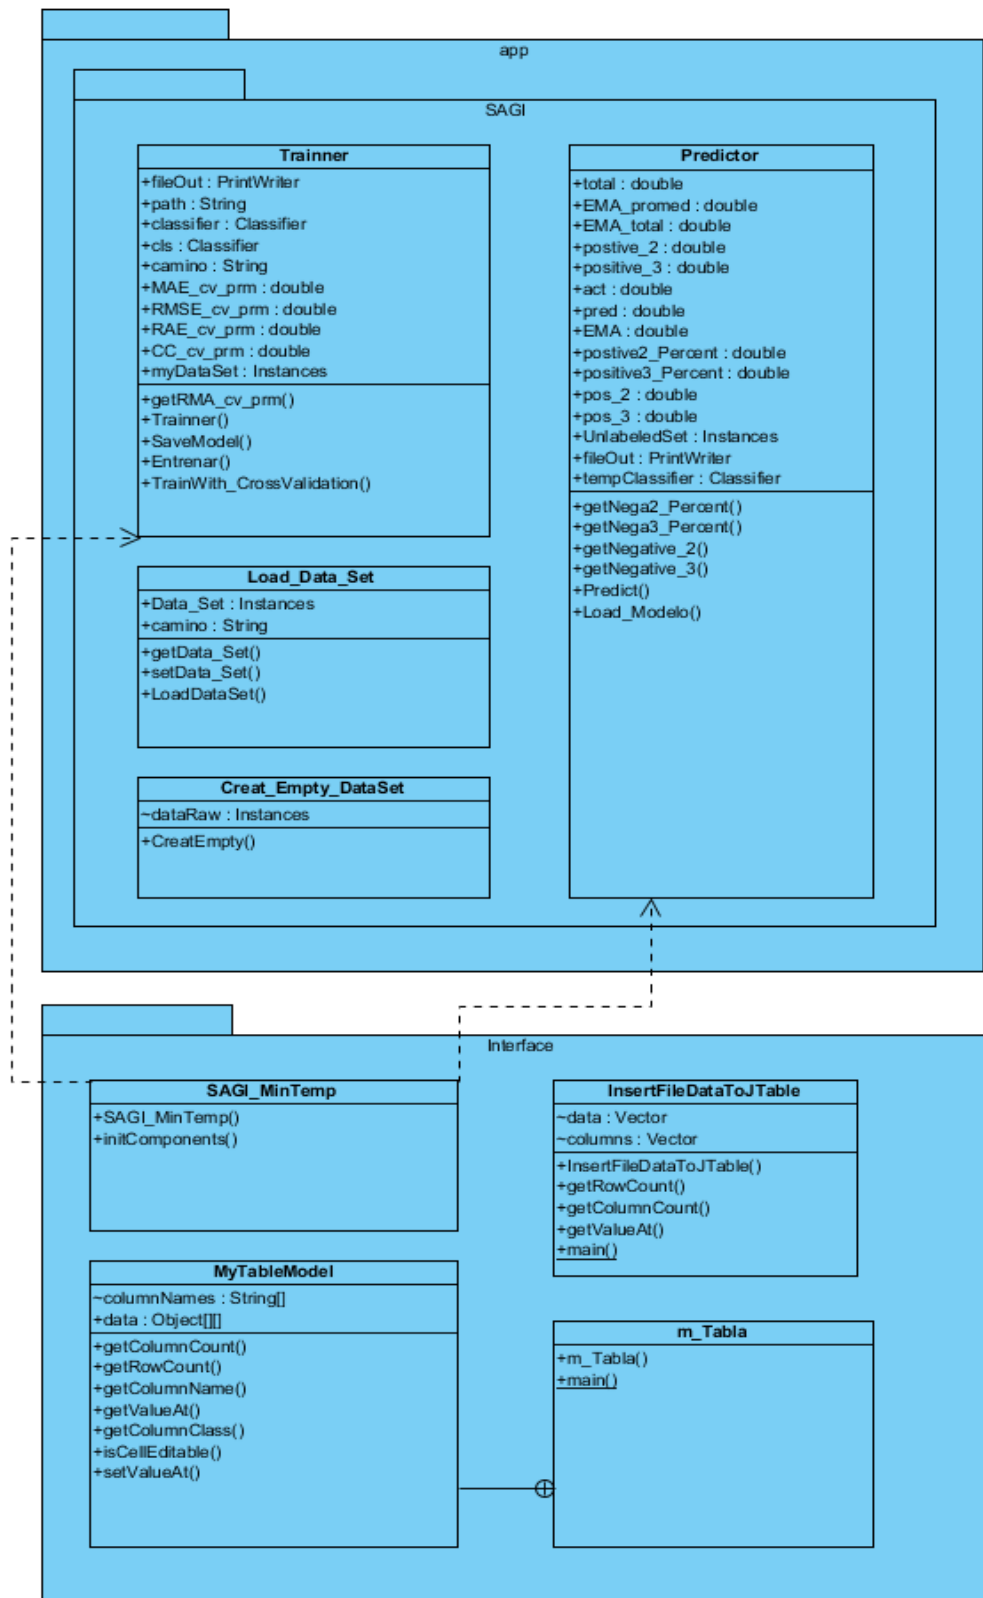 app
SAGI
Trainner
+fileOut : PrintWriter
+path : String
+classifier : Classifier
+cls : Classifier
+camino : String
+MAE_cv_prm : double
+RMSE_cv_prm : double
+RAE_cv_prm : double
+CC_cv_prm : double
+myDataSet : Instances
+getRMA_cv_prm()
+Trainner()
+SaveModel()
+Entrenar()
+TrainWith_CrossValidation()
Predictor
+total : double
+EMA_promed : double
+EMA_total : double
+postive_2 : double
+positive_3 : double
+act : double
+pred : double
+EMA : double
+postive2_Percent : double
+positive3_Percent : double
+pos_2 : double
+pos_3 : double
+UnlabeledSet : Instances
+fileOut : PrintWriter
+tempClassifier : Classifier
+getNega2_Percent()
+getNega3_Percent()
+getNegative_2()
+getNegative_3()
+Predict()
+Load_Modelo()
Load_Data_Set
+Data_Set : Instances
+camino : String
+getData_Set()
+setData_Set()
+LoadDataSet()
Creat_Empty_DataSet
~dataRaw : Instances
+CreatEmpty()
Interface
SAGI_MinTemp
+SAGI_MinTemp()
+initComponents()
InsertFileDataToJTable
~data : Vector
~columns : Vector
+InsertFileDataToJTable()
+getRowCount()
+getColumnCount()
+getValueAt()
+main()
MyTableModel
~columnNames : String[]
+data : Object[][]
+getColumnCount()
+getRowCount()
+getColumnName()
+getValueAt()
+getColumnClass()
+isCellEditable()
+setValueAt()
m_Tabla
+m_Tabla()
+main()